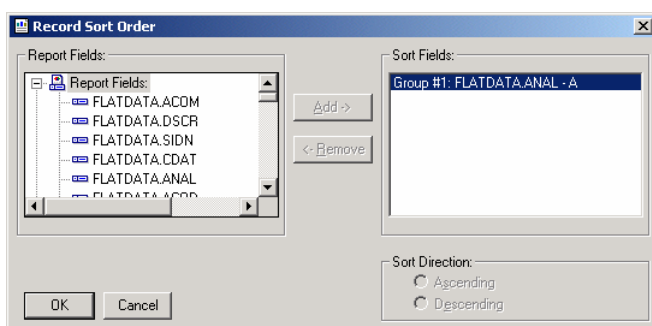 Record Sort Order
Report Fields:
Report Fields:
FLATDATA.ACOM
FLATDATA.DSCR
FLATDATA.SIDN
FLATDATA.CDAT
FLATDATA.ANAL
Add ->
<- Remove
Sort Fields:
Group #1: FLATDATA.ANAL - A
Sort Direction:
Ascending
Descending
OK
Cancel